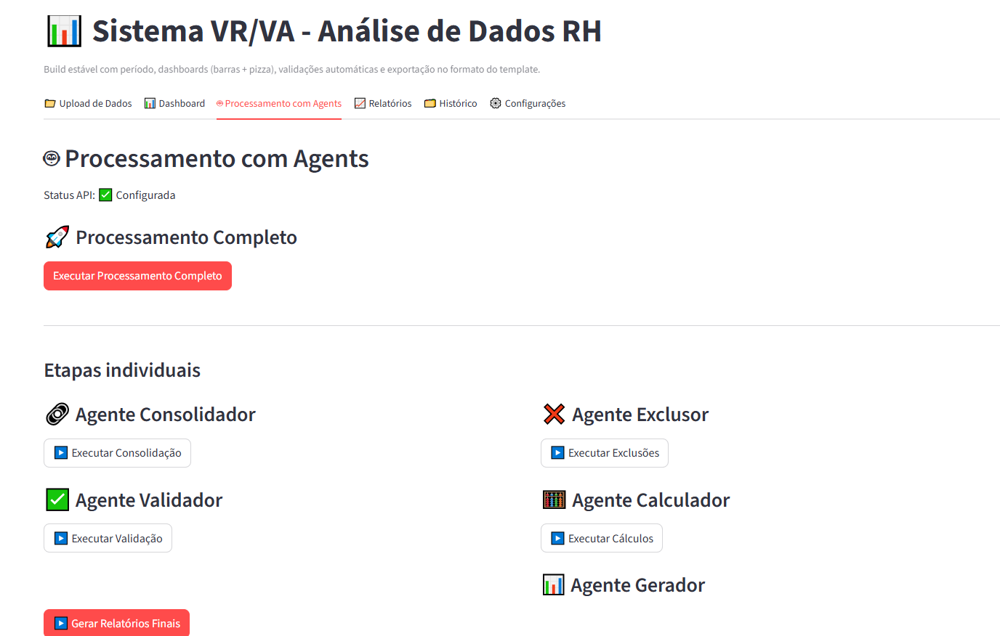 Sistema VR/VA - Análise de Dados RH
Build estável com período, dashboards (barras + pizza), validações automáticas e exportação no formato do template.
Upload de Dados Dashboard Processamento com Agents Relatórios Histórico Configurações
Processamento com Agents
Status API: ✅ Configurada
Processamento Completo
Executar Processamento Completo
Etapas individuais
Agente Consolidador
Executar Consolidação
Agente Exclusor
Executar Exclusões
Agente Validador
Executar Validação
Agente Calculador
Executar Cálculos
Agente Gerador
Gerar Relatórios Finais